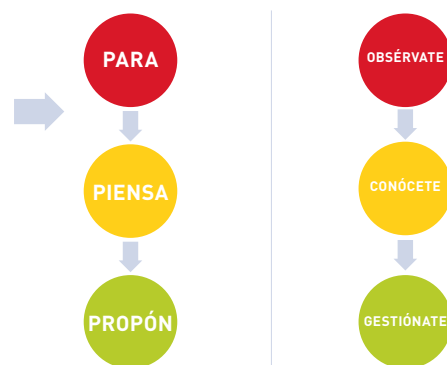 PARA
PIENSA
PROPÓN
OBSÉRVATE
CONÓCETE
GESTIÓNATE